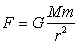 F = G Mm / r²